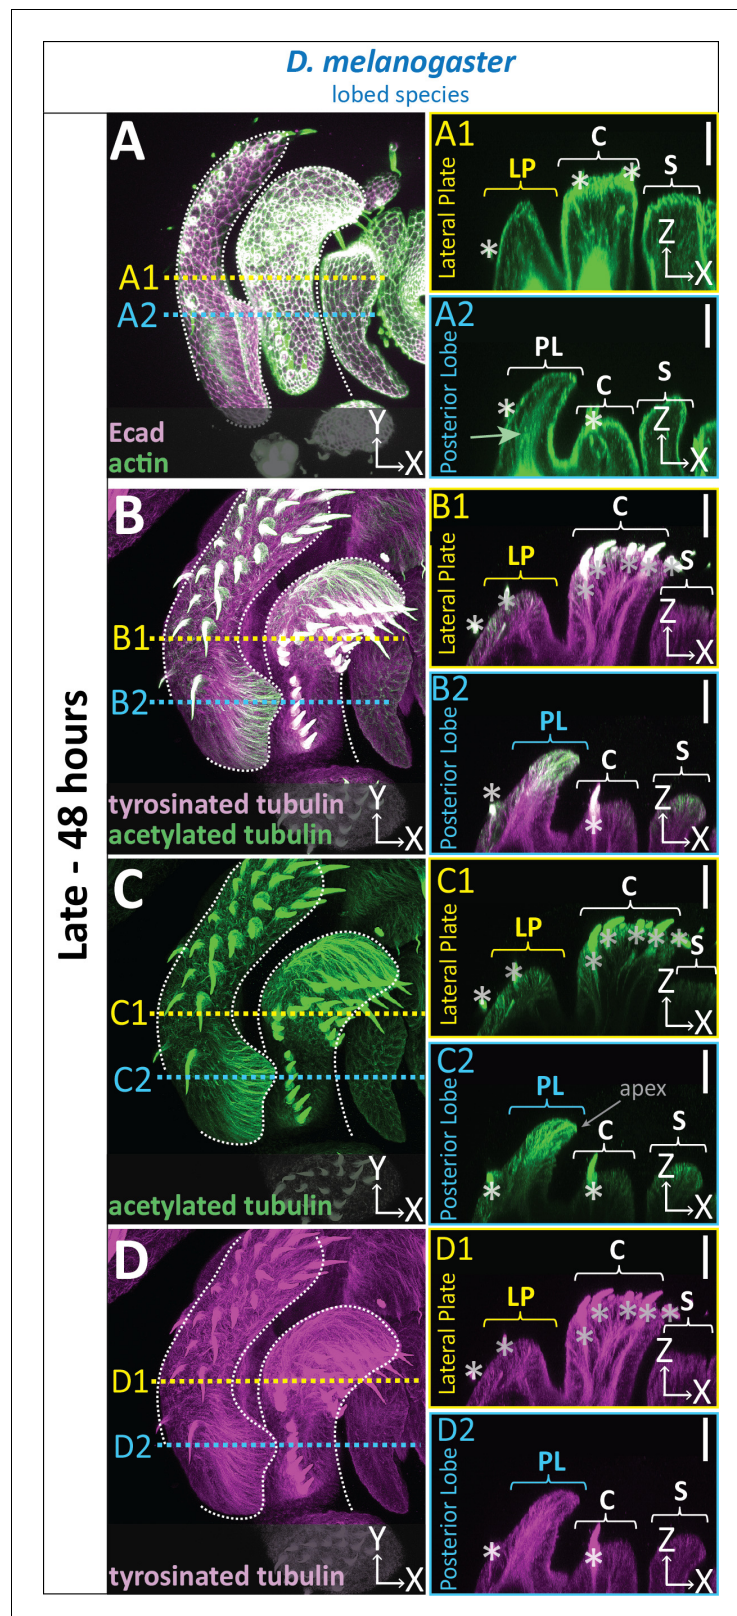 D. melanogaster
lobed species
Late - 48 hours
A
A1
A2
Ecad
actin
Y
X
A1
Lateral Plate
LP
C
S
*
*
*
Z
X
A2
Posterior Lobe
PL
C
S
*
*
Z
X
B
B1
B2
tyrosinated tubulin
acetylated tubulin
Y
X
B1
Lateral Plate
LP
C
S
* * * * * * *
Z
X
B2
Posterior Lobe
PL
C
S
*
*
Z
X
C
C1
C2
acetylated tubulin
Y
X
C1
Lateral Plate
LP
C
S
* * * * * * *
Z
X
C2
Posterior Lobe
PL
apex
C
S
*
*
Z
X
D
D1
D2
tyrosinated tubulin
Y
X
D1
Lateral Plate
LP
C
S
* * * * * * *
Z
X
D2
Posterior Lobe
PL
C
S
*
*
Z
X